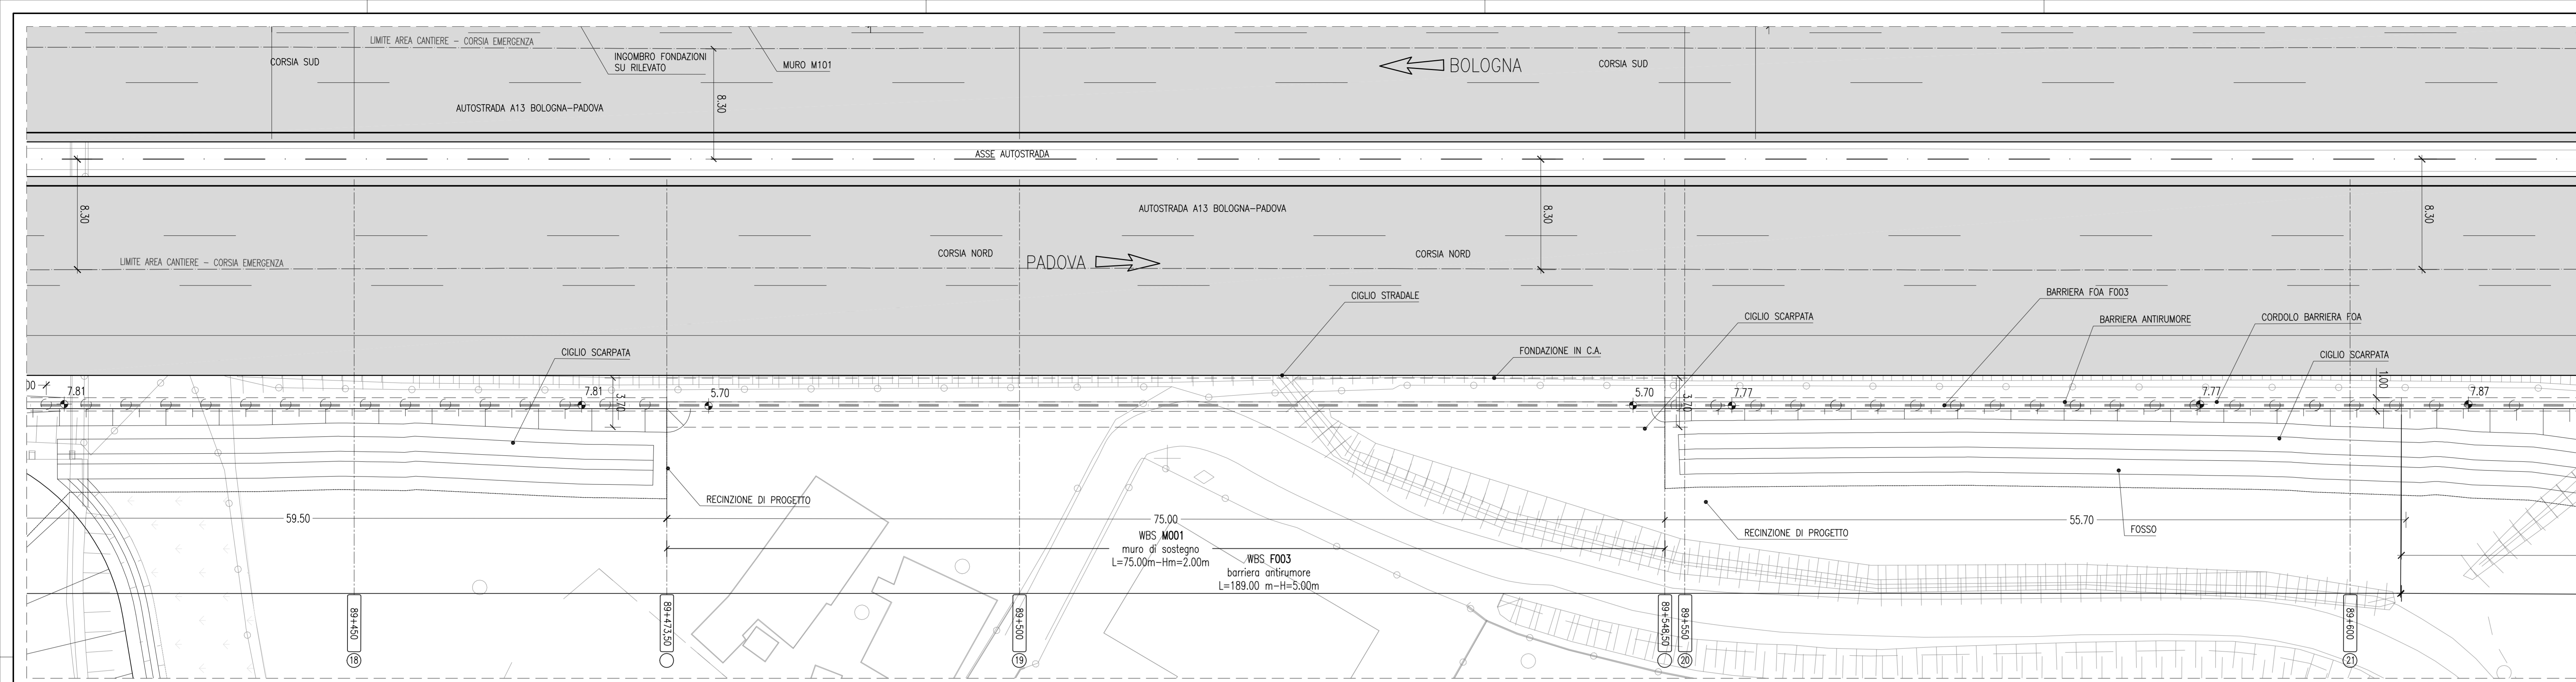 LIMITE AREA CANTIERE - CORSIA EMERGENZA
CORSIA SUD
INGOMBRO FONDAZIONI
SU RILEVATO
MURO M101
BOLOGNA
CORSIA SUD
8.30
AUTOSTRADA A13 BOLOGNA-PADOVA
ASSE AUTOSTRADA
8.30
8.30
8.30
AUTOSTRADA A13 BOLOGNA-PADOVA
CORSIA NORD
PADOVA
CORSIA NORD
LIMITE AREA CANTIERE - CORSIA EMERGENZA
CIGLIO STRADALE
BARRIERA FOA F003
CIGLIO SCARPATA
BARRIERA ANTIRUMORE
CORDOLO BARRIERA FOA
CIGLIO SCARPATA
FONDAZIONE IN C.A.
CIGLIO SCARPATA
7.81
7.81
3.70
5.70
5.70
3.70
7.77
7.77
1.00
7.87
RECINZIONE DI PROGETTO
59.50
75.00
55.70
RECINZIONE DI PROGETTO
FOSSO
WBS M001
muro di sostegno
L=75.00m-Hm=2.00m
WBS F003
barriera antirumore
L=189.00 m-H=5.00m
89+450
89+473,50
89+500
89+548,50
89+550
89+600
18
19
20
21